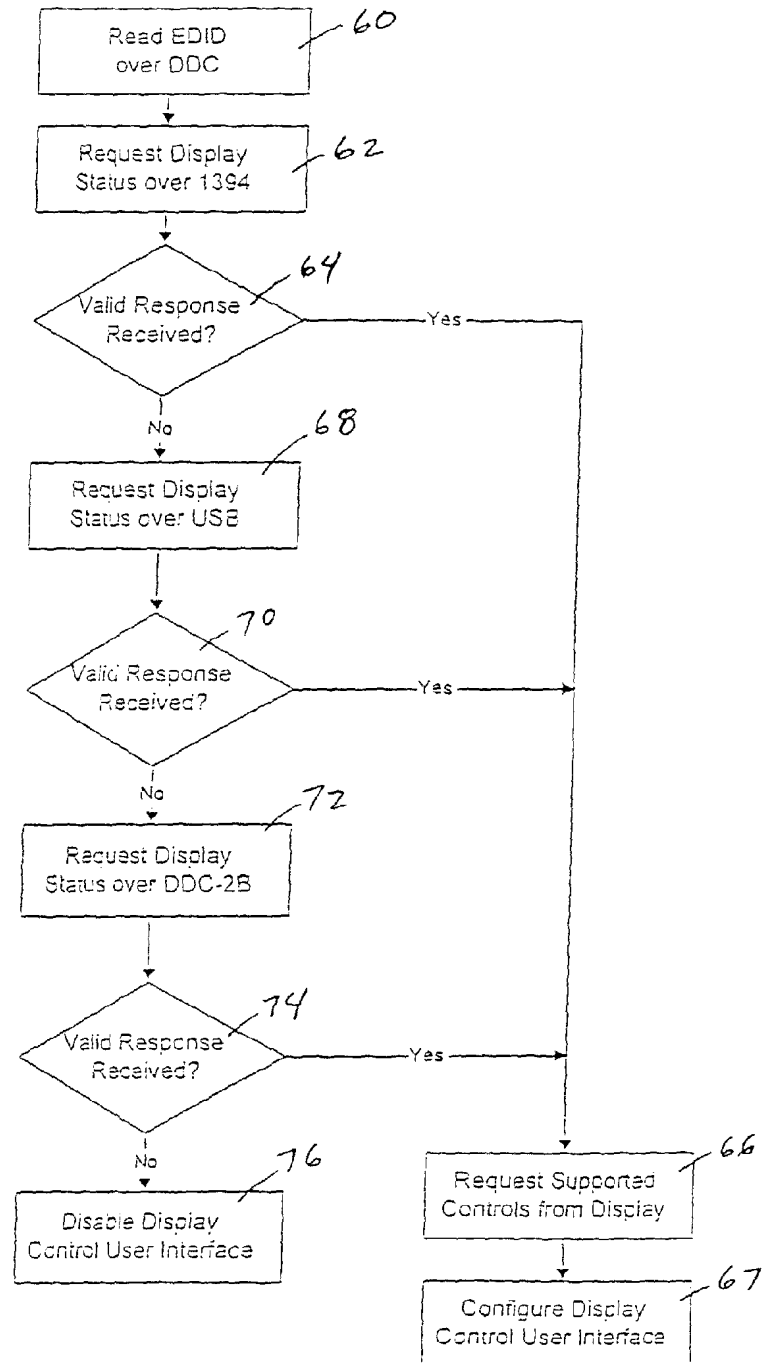 Read EDID
over DDC
60
Request Display
Status over 1394
62
Valid Response
Received?
64
Yes
No
Request Display
Status over USB
68
Valid Response
Received?
70
Yes
No
Request Display
Status over DDC-2B
72
Valid Response
Received?
74
Yes
No
Disable Display
Control User Interface
76
Request Supported
Controls from Display
66
Configure Display
Control User Interface
67